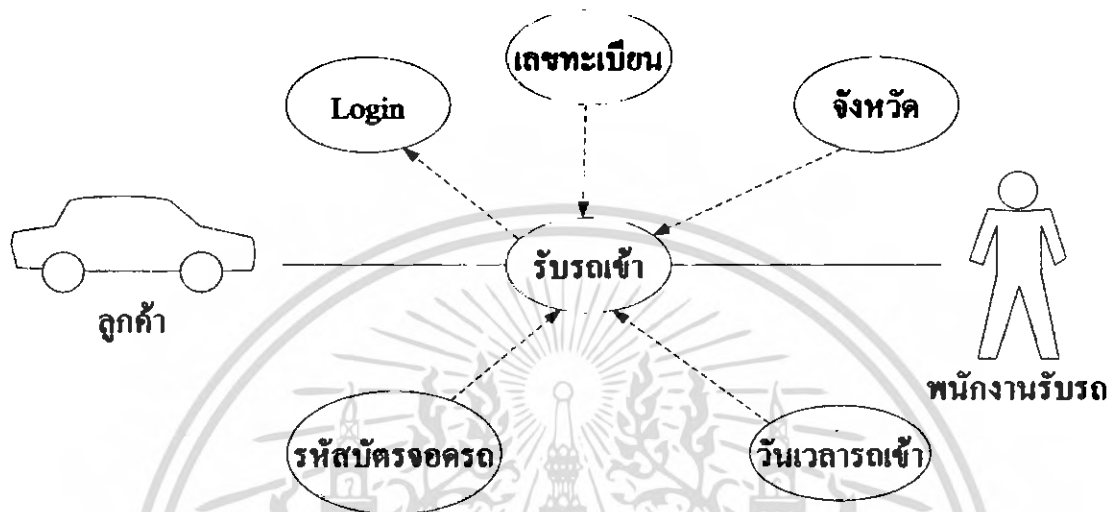 เลขทะเบียน
Login
จังหวัด
รับรถเข้า
ลูกค้า
พนักงานรับรถ
รหัสบัตรจอดรถ
วันเวลารถเข้า